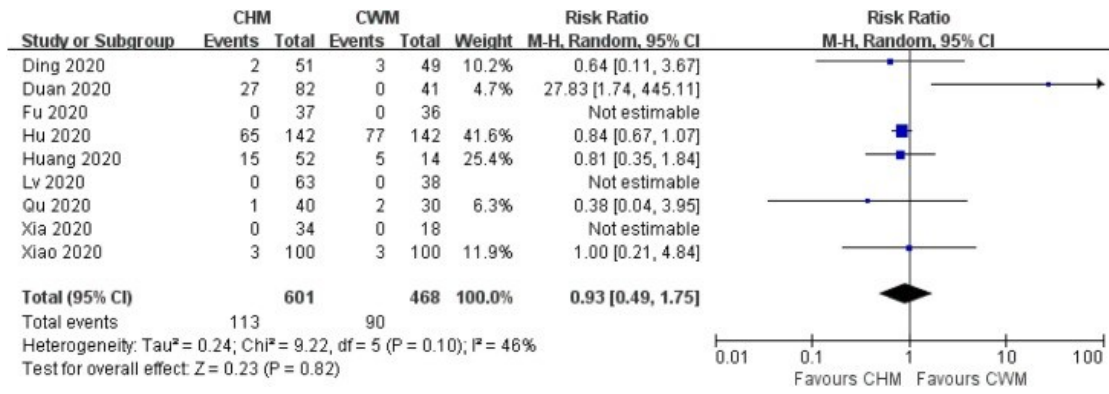 CHM CWM Risk Ratio Risk Ratio
Study or Subgroup Events Total Events Total Weight M-H, Random, 95% CI M-H, Random, 95% CI
Ding 2020 2 51 3 49 10.2% 0.64 [0.11, 3.67]
Duan 2020 27 82 0 41 4.7% 27.83 [1.74, 445.11]
Fu 2020 0 37 0 36 Not estimable
Hu 2020 65 142 77 142 41.6% 0.84 [0.67, 1.07]
Huang 2020 15 52 5 14 25.4% 0.81 [0.35, 1.84]
Lv 2020 0 63 0 38 Not estimable
Qu 2020 1 40 2 30 6.3% 0.38 [0.04, 3.95]
Xia 2020 0 34 0 18 Not estimable
Xiao 2020 3 100 3 100 11.9% 1.00 [0.21, 4.84]
Total (95% CI) 601 468 100.0% 0.93 [0.49, 1.75]
Total events 113 90
Heterogeneity: Tau² = 0.24; Chi² = 9.22, df = 5 (P = 0.10); I² = 46%
Test for overall effect: Z = 0.23 (P = 0.82)
0.01 0.1 1 10 100
Favours CHM Favours CWM